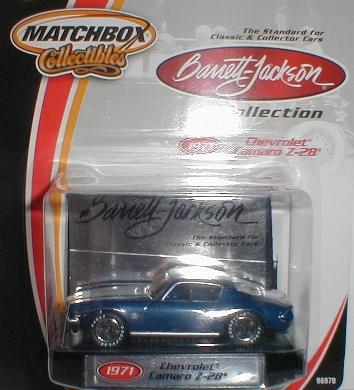 MATCHBOX
Collectibles
The Standard for
Classic & Collector Cars
Barrett-Jackson
Collection
1971 Chevrolet
Camaro Z-28
Barrett-Jackson
The Standard for
Classic & Collector Cars
1971 Chevrolet
Camaro Z-28
96970